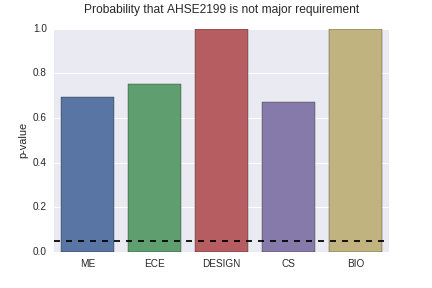 Probability that AHSE2199 is not major requirement
1.0
0.8
0.6
0.4
0.2
0.0
p-value
ME ECE DESIGN CS BIO